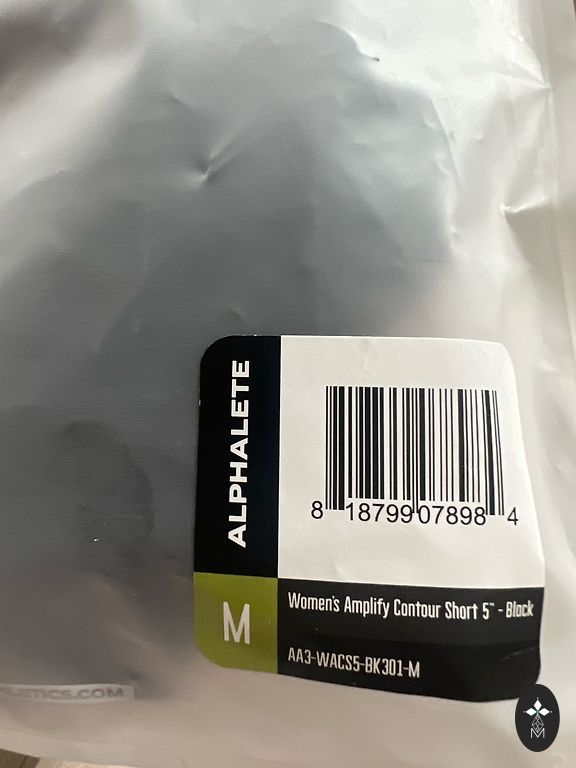 ALPHALETE
8 18799 07898 4
M
Women's Amplify Contour Short 5" - Black
AA3-WACS5-BK301-M
LETICS.COM
M